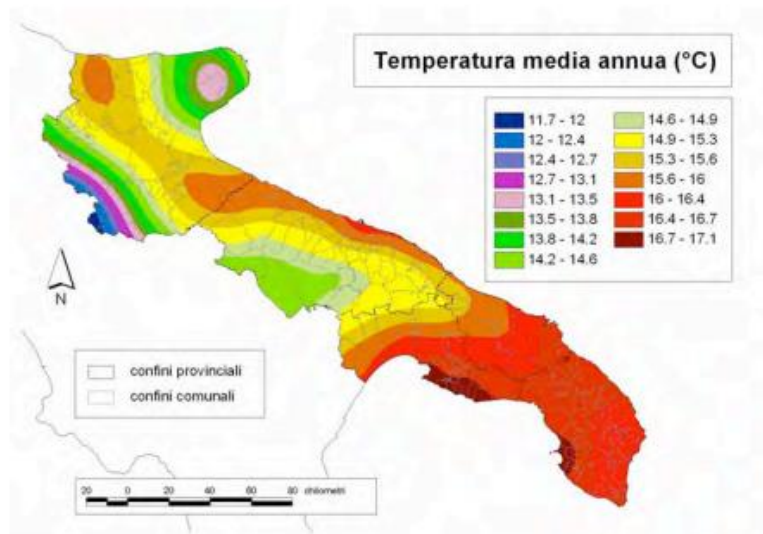 Temperatura media annua (°C)
11.7 - 12
12 - 12.4
12.4 - 12.7
12.7 - 13.1
13.1 - 13.5
13.5 - 13.8
13.8 - 14.2
14.2 - 14.6
14.6 - 14.9
14.9 - 15.3
15.3 - 15.6
15.6 - 16
16 - 16.4
16.4 - 16.7
16.7 - 17.1
N
confini provinciali
confini comunali
20 0 20 40 60 80 chilometri